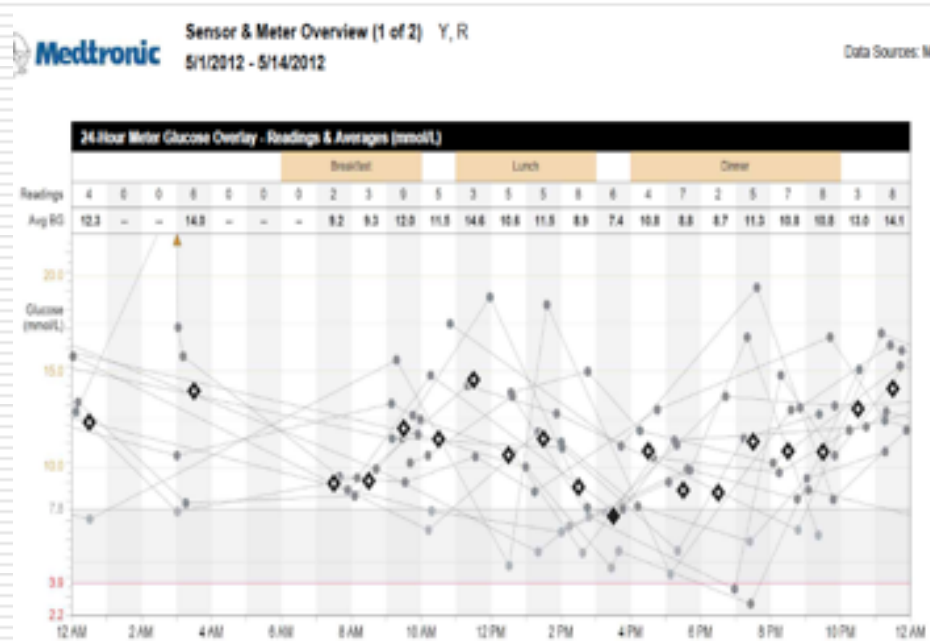 Medtronic
Sensor & Meter Overview (1 of 2) Y, R
5/1/2012 - 5/14/2012
Data Sources: M
24-Hour Meter Glucose Overlay - Readings & Averages (mmol/L)
Breakfast Lunch Dinner
Readings 4 0 0 6 0 0 0 2 3 9 5 3 5 5 8 6 4 7 2 5 7 8 3 8
Avg BG 12.3 -- -- 14.0 -- -- -- 9.2 9.3 12.0 11.5 14.6 10.6 11.5 8.9 7.4 10.8 8.8 8.7 11.3 10.8 10.8 13.0 14.1
20.0
Glucose
(mmol/L)
15.0
10.0
7.8
3.9
2.2
12 AM 2 AM 4 AM 6 AM 8 AM 10 AM 12 PM 2 PM 4 PM 6 PM 8 PM 10 PM 12 AM